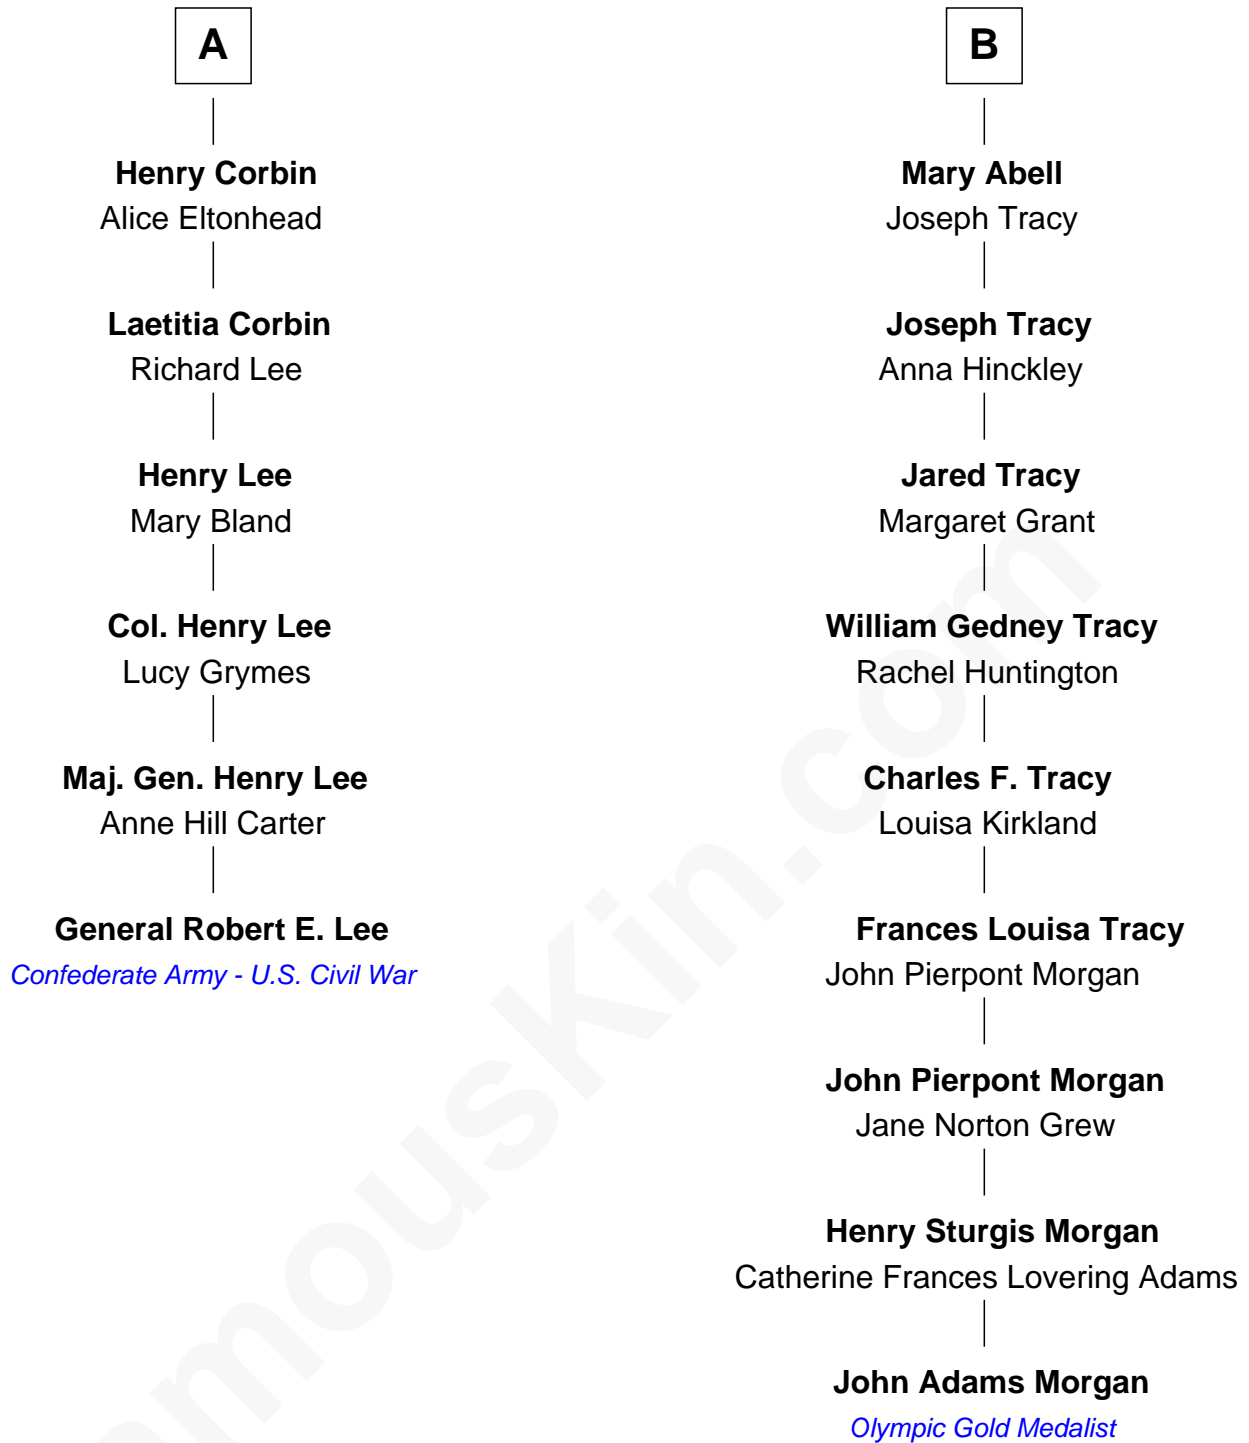 A
Henry Corbin
Alice Eltonhead
Laetitia Corbin
Richard Lee
Henry Lee
Mary Bland
Col. Henry Lee
Lucy Grymes
Maj. Gen. Henry Lee
Anne Hill Carter
General Robert E. Lee
Confederate Army - U.S. Civil War
B
Mary Abell
Joseph Tracy
Joseph Tracy
Anna Hinckley
Jared Tracy
Margaret Grant
William Gedney Tracy
Rachel Huntington
Charles F. Tracy
Louisa Kirkland
Frances Louisa Tracy
John Pierpont Morgan
John Pierpont Morgan
Jane Norton Grew
Henry Sturgis Morgan
Catherine Frances Lovering Adams
John Adams Morgan
Olympic Gold Medalist
amouskin.com